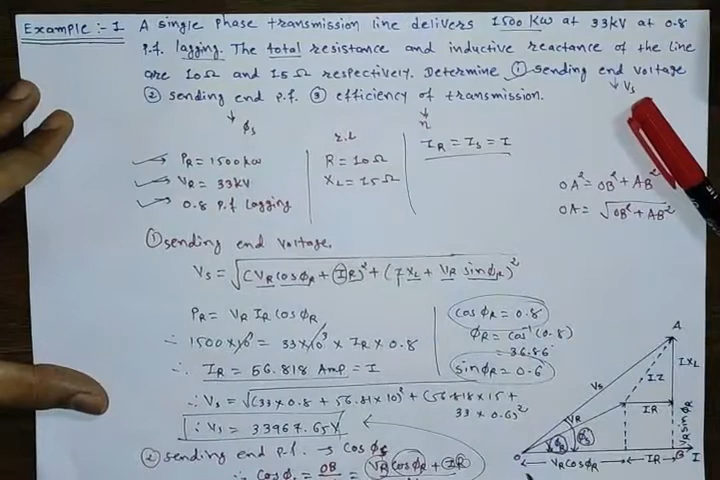 Example :- 1 A single phase transmission line delivers 1500 Kw at 33kV at 0.8
p.f. lagging. The total resistance and inductive reactance of the line
are 10Ω and 15Ω respectively. Determine ① sending end voltage
② sending end p.f. ③ efficiency of transmission.
↓ Vs
↓ ϕs
↓ η
PR = 1500kw
VR = 33kV
0.8 p.f lagging
R = 10Ω
XL = 15Ω
IR = Is = I
OA² = OB² + AB²
OA = √OB² + AB²
① sending end voltage.
Vs = √(VR cosϕR + IR)² + (IXL + VR sinϕR)²
PR = VR IR cosϕR
∴ 1500×10³ = 33×10³ × IR × 0.8
∴ IR = 56.818 Amp = I
cosϕR = 0.8
ϕR = cos⁻¹(0.8)
= 36.86
sinϕR = 0.6
∴ Vs = √(33×0.8 + 56.81×10)² + (56.818×15 +
33×0.6)²
∴ Vs = 33967.65V
② sending end p.f. → cosϕs
∴ cosϕs = OB = VR cosϕR + IR
A
Vs
I.Z
IXL
VR
IR
VR sinϕR
ϕR
ϕs
O
B
I
VR cosϕR
IR